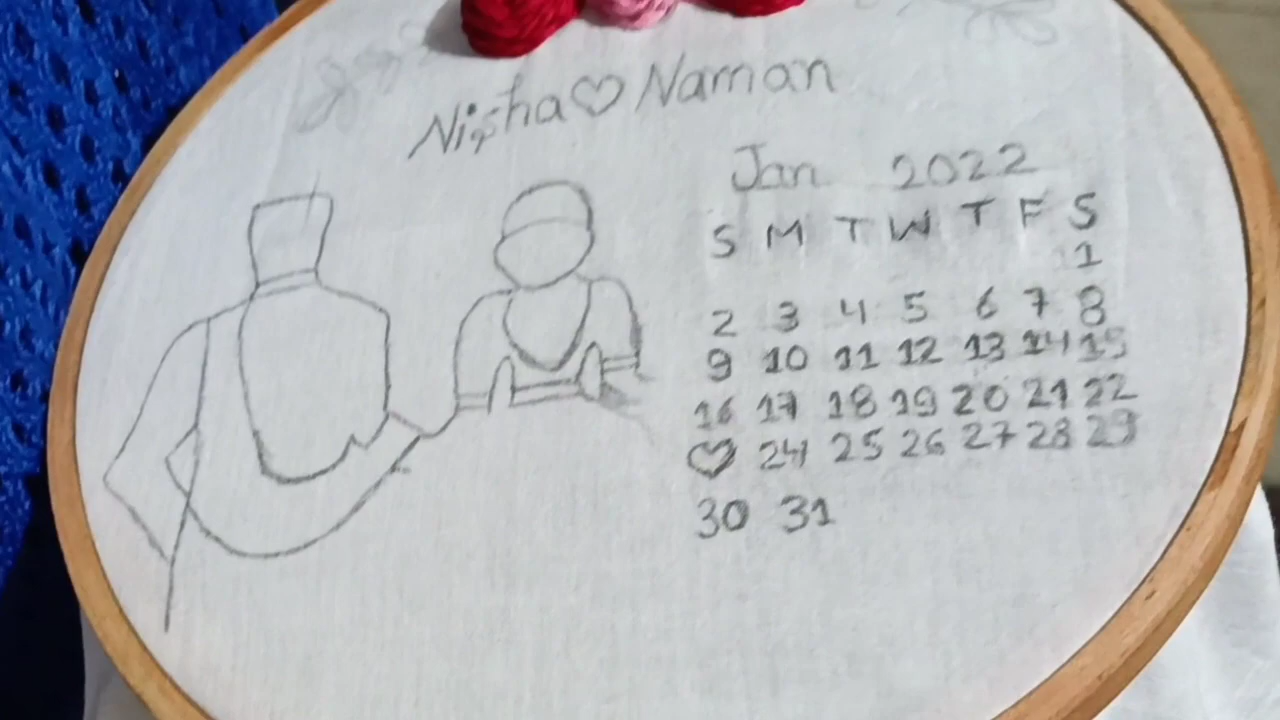 Nisha♡Naman
Jan 2022
S M T W T F S
1
2 3 4 5 6 7 8
9 10 11 12 13 14 15
16 17 18 19 20 21 22
♡ 24 25 26 27 28 29
30 31